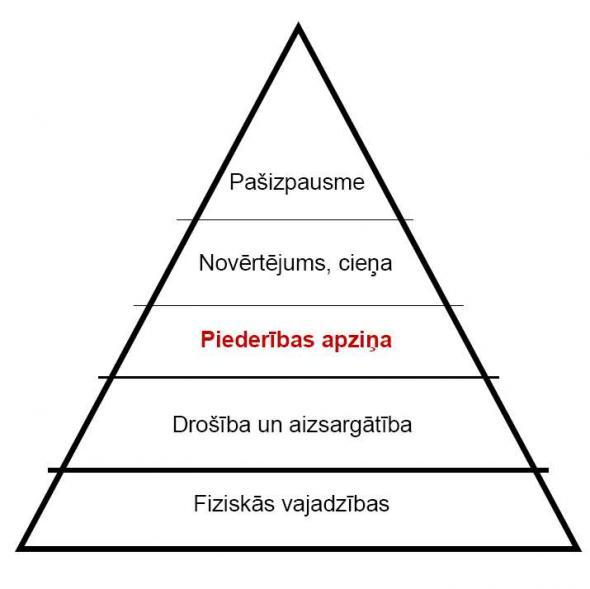 Pašizpausme
Novērtējums, cieņa
Piederības apziņa
Drošība un aizsargātība
Fiziskās vajadzības